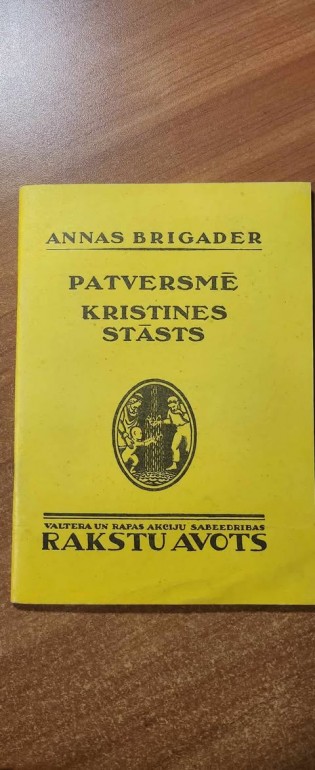 ANNAS BRIGADER
PATVERSMĒ
KRISTINES
STĀSTS
VALTERA UN RAPAS AKCIJU SABEEDRIBAS
RAKSTU AVOTS